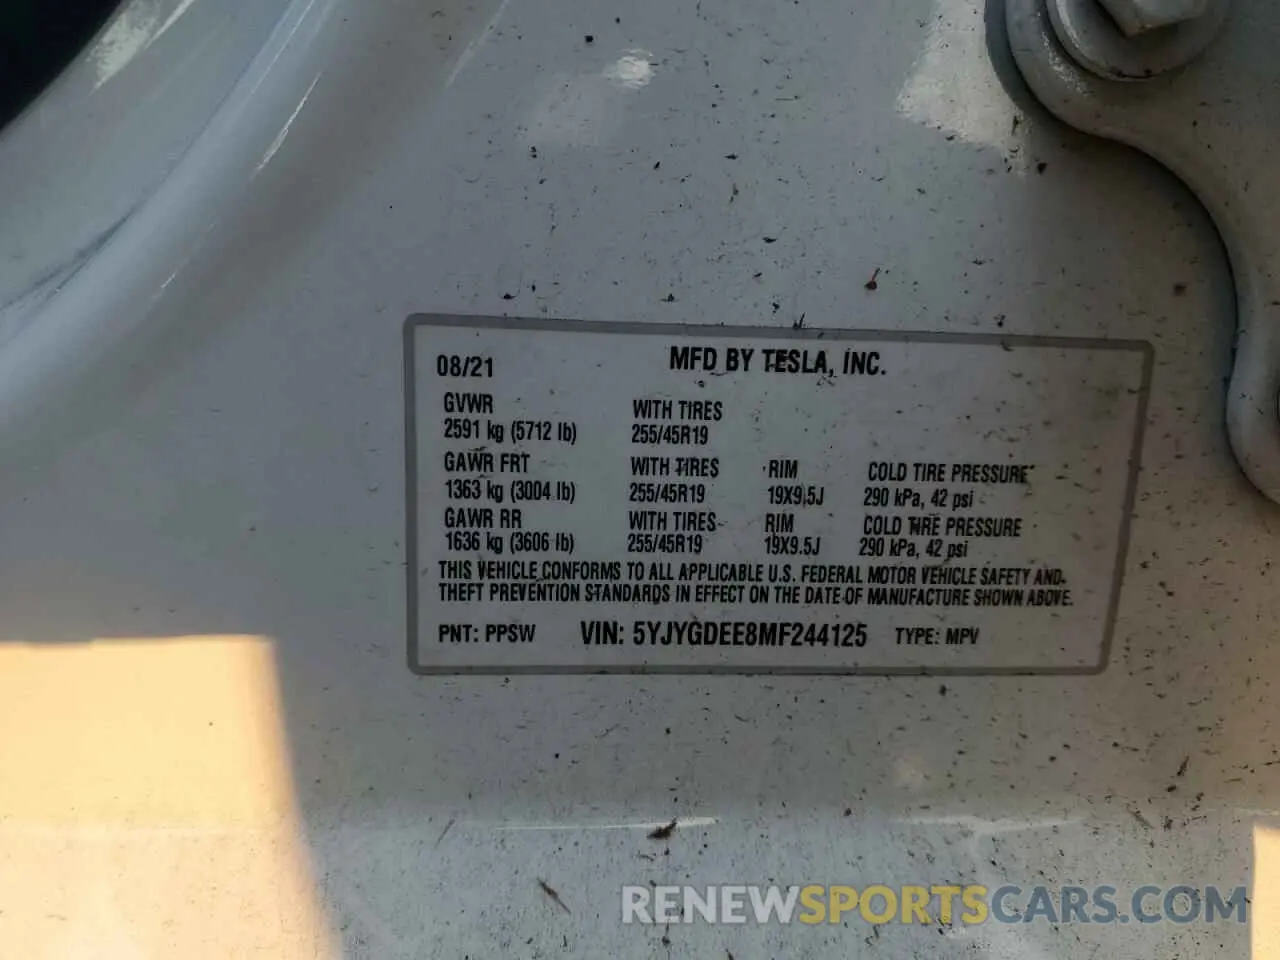 08/21 MFD BY TESLA, INC.
GVWR WITH TIRES
2591 kg (5712 lb) 255/45R19
GAWR FRT WITH TIRES RIM COLD TIRE PRESSURE
1363 kg (3004 lb) 255/45R19 19X9.5J 290 kPa, 42 psi
GAWR RR WITH TIRES RIM COLD TIRE PRESSURE
1636 kg (3606 lb) 255/45R19 19X9.5J 290 kPa, 42 psi
THIS VEHICLE CONFORMS TO ALL APPLICABLE U.S. FEDERAL MOTOR VEHICLE SAFETY AND
THEFT PREVENTION STANDARDS IN EFFECT ON THE DATE OF MANUFACTURE SHOWN ABOVE.
PNT: PPSW VIN: 5YJYGDEE8MF244125 TYPE: MPV
RENEWSPORTSCARS.COM